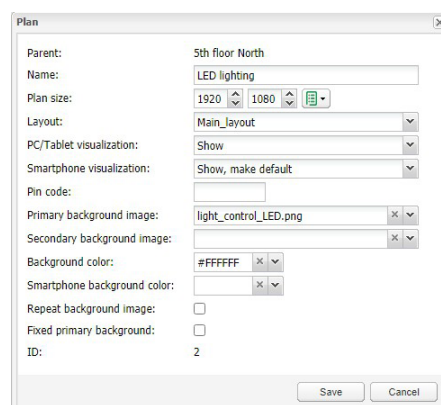 Plan
Parent: 5th floor North
Name: LED lighting
Plan size: 1920 1080
Layout: Main_layout
PC/Tablet visualization: Show
Smartphone visualization: Show, make default
Pin code:
Primary background image: light_control_LED.png
Secondary background image:
Background color: #FFFFFF
Smartphone background color:
Repeat background image:
Fixed primary background:
ID: 2
Save Cancel